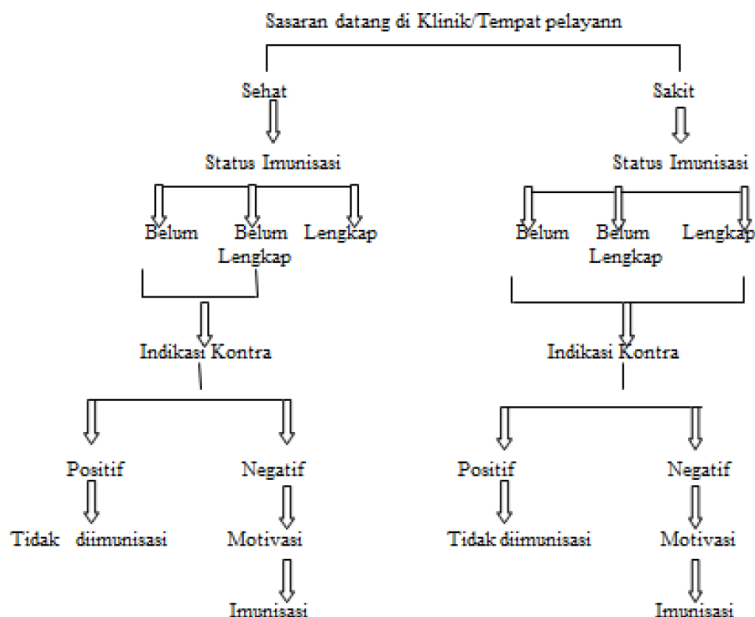 Sasaran datang di Klinik/Tempat pelayann
Sehat
Sakit
Status Imunisasi
Status Imunisasi
Belum
Belum
Lengkap
Lengkap
Belum
Belum
Lengkap
Lengkap
Indikasi Kontra
Indikasi Kontra
Positif
Negatif
Positif
Negatif
Tidak diimunisasi
Motivasi
Tidak diimunisasi
Motivasi
Imunisasi
Imunisasi